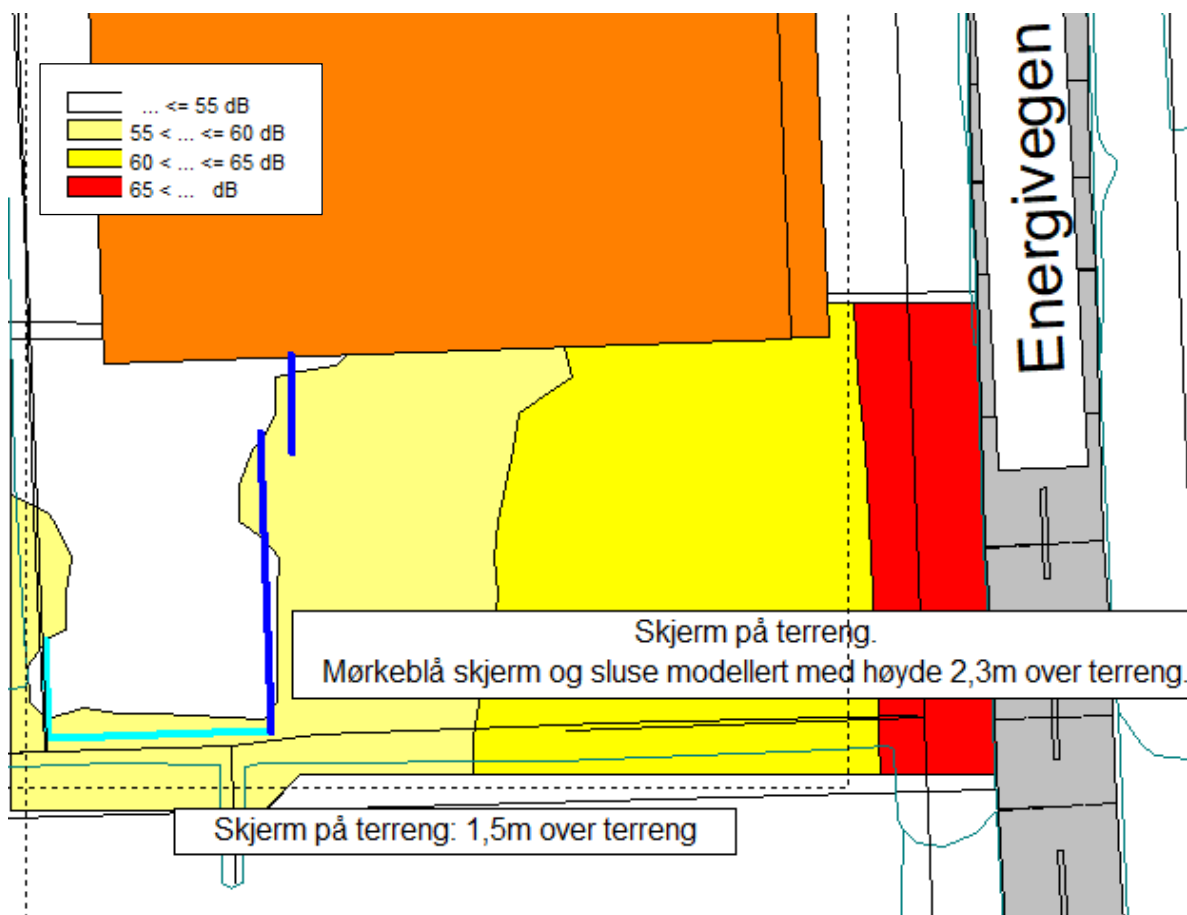 ... <= 55 dB
55 < ... <= 60 dB
60 < ... <= 65 dB
65 < ... dB
Energivegen
Skjerm på terreng.
Mørkeblå skjerm og sluse modellert med høyde 2,3m over terreng.
Skjerm på terreng: 1,5m over terreng